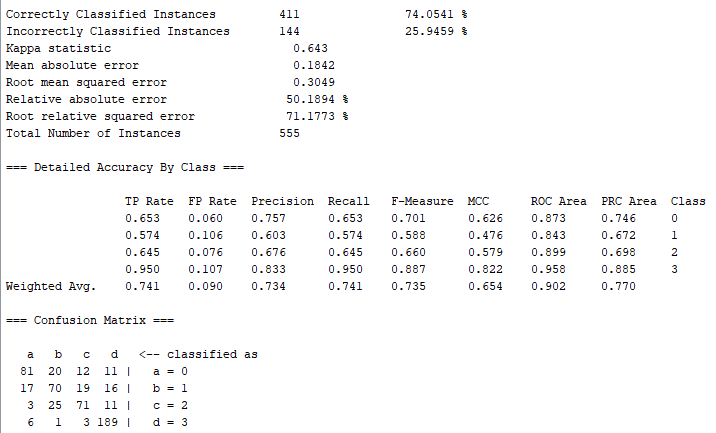 Correctly Classified Instances 411 74.0541 %
Incorrectly Classified Instances 144 25.9459 %
Kappa statistic 0.643
Mean absolute error 0.1842
Root mean squared error 0.3049
Relative absolute error 50.1894 %
Root relative squared error 71.1773 %
Total Number of Instances 555
=== Detailed Accuracy By Class ===
TP Rate FP Rate Precision Recall F-Measure MCC ROC Area PRC Area Class
0.653 0.060 0.757 0.653 0.701 0.626 0.873 0.746 0
0.574 0.106 0.603 0.574 0.588 0.476 0.843 0.672 1
0.645 0.076 0.676 0.645 0.660 0.579 0.899 0.698 2
0.950 0.107 0.833 0.950 0.887 0.822 0.958 0.885 3
Weighted Avg. 0.741 0.090 0.734 0.741 0.735 0.654 0.902 0.770
=== Confusion Matrix ===
a b c d <-- classified as
81 20 12 11 | a = 0
17 70 19 16 | b = 1
3 25 71 11 | c = 2
6 1 3 189 | d = 3